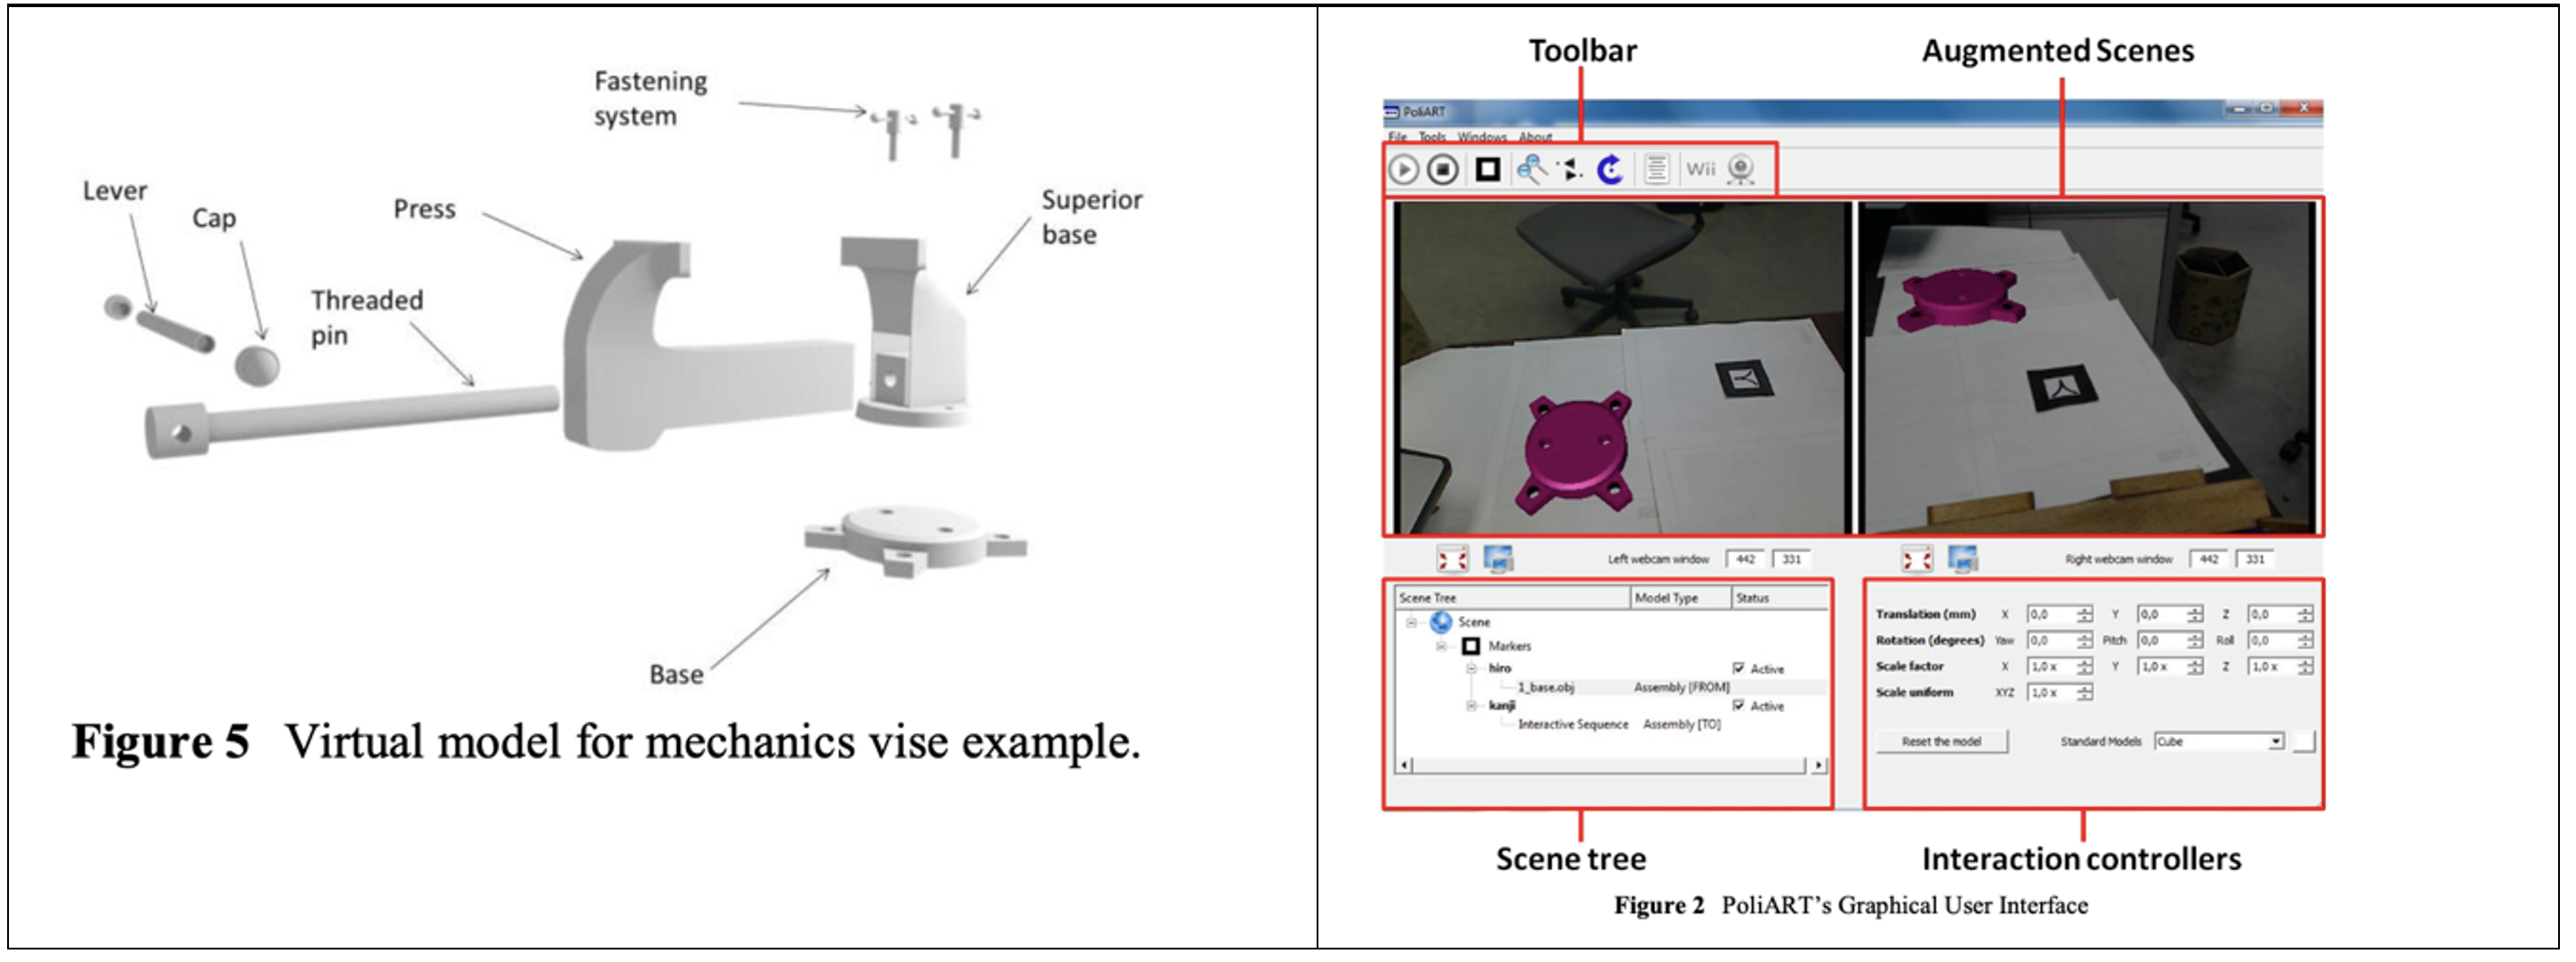 Fastening
system
Lever
Cap
Press
Superior
base
Threaded
pin
Base
Figure 5 Virtual model for mechanics vise example.
Toolbar
Augmented Scenes
PoliART
File Tools Windows About
Wii
Left webcam window 442 331
Right webcam window 442 331
Scene Tree Model Type Status
Scene
Markers
hiro Active
1_base.obj Assembly [FROM]
kanji Active
Interactive Sequence Assembly [TO]
Translation (mm) X 0,0 Y 0,0 Z 0,0
Rotation (degrees) Yaw 0,0 Pitch 0,0 Roll 0,0
Scale factor X 1,0 x Y 1,0 x Z 1,0 x
Scale uniform XYZ 1,0 x
Reset the model Standard Models Cube
Scene tree
Interaction controllers
Figure 2 PoliART's Graphical User Interface